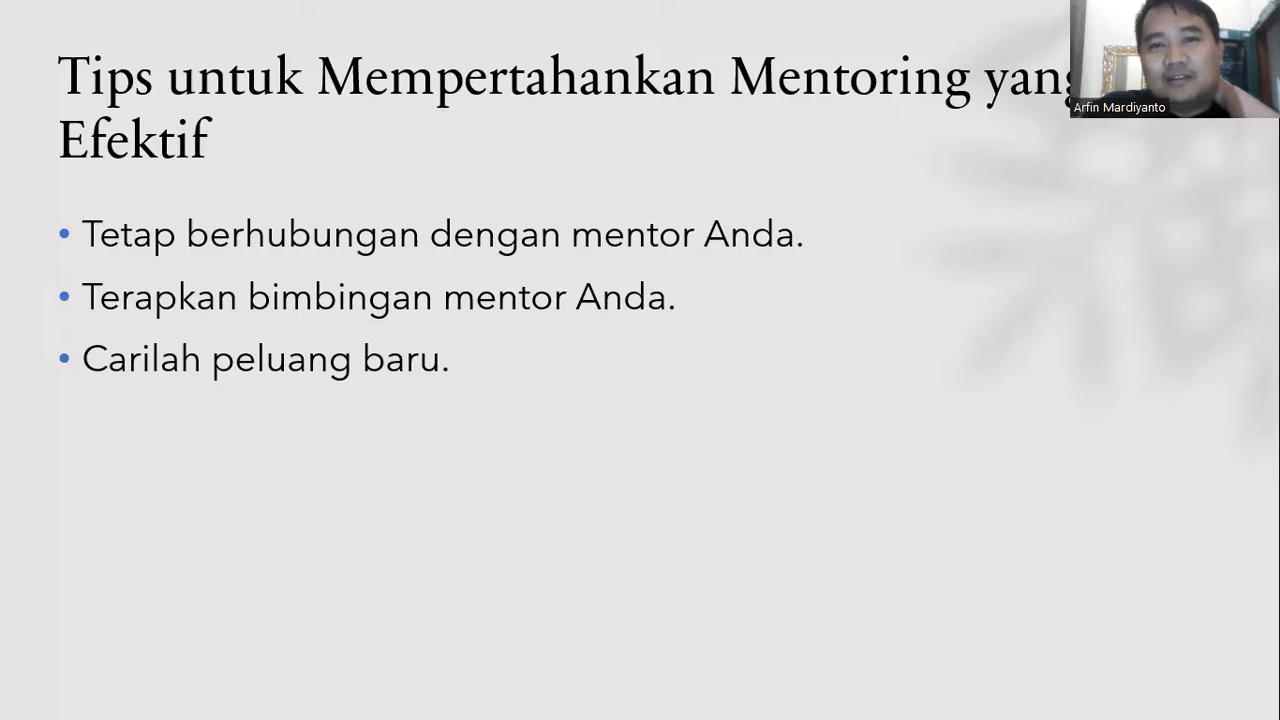 Tips untuk Mempertahankan Mentoring yang
Efektif
• Tetap berhubungan dengan mentor Anda.
• Terapkan bimbingan mentor Anda.
• Carilah peluang baru.
Arfin Mardiyanto